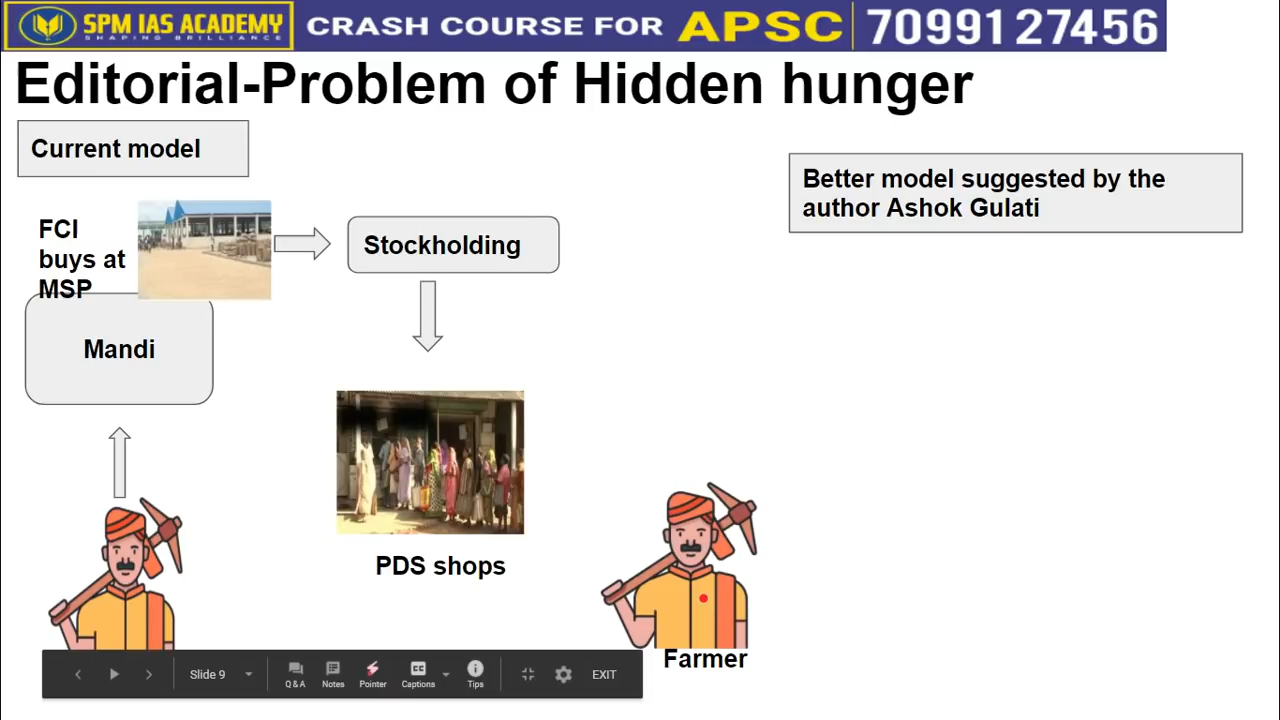 SPM IAS ACADEMY
SHAPING BRILLIANCE
CRASH COURSE FOR APSC 7099127456
Editorial-Problem of Hidden hunger
Current model
Better model suggested by the
author Ashok Gulati
FCI
buys at
MSP
Stockholding
Mandi
PDS shops
Farmer
Slide 9
Q & A
Notes
Pointer
CC
Captions
Tips
EXIT